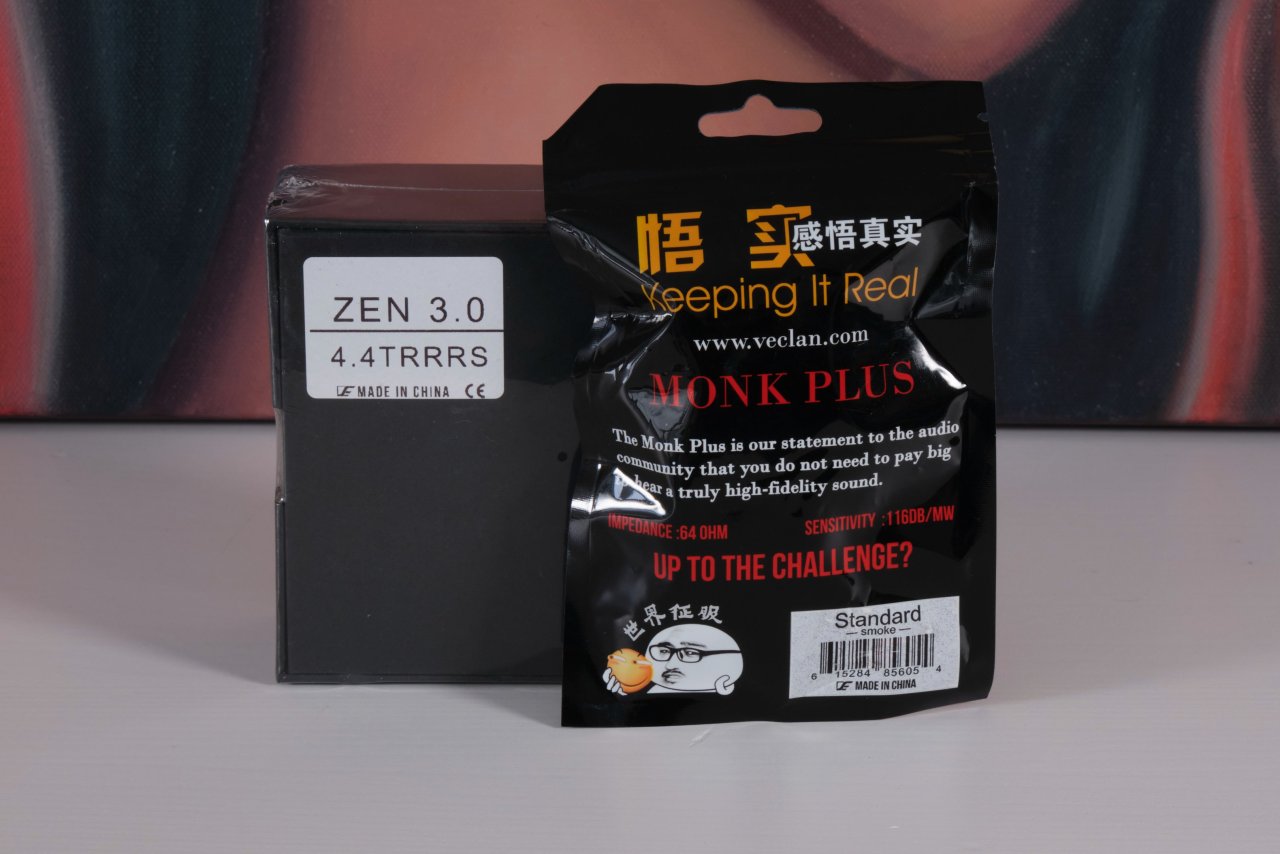 ZEN 3.0
4.4TRRRS
VE MADE IN CHINA CE
悟 实 感悟真实
Keeping It Real
www.veclan.com
MONK PLUS
The Monk Plus is our statement to the audio
community that you do not need to pay big
to hear a truly high-fidelity sound.
IMPEDANCE :64 OHM SENSITIVITY :116DB/MW
UP TO THE CHALLENGE?
世界征服
Standard
— smoke —
6 15284 85605 4
VE MADE IN CHINA